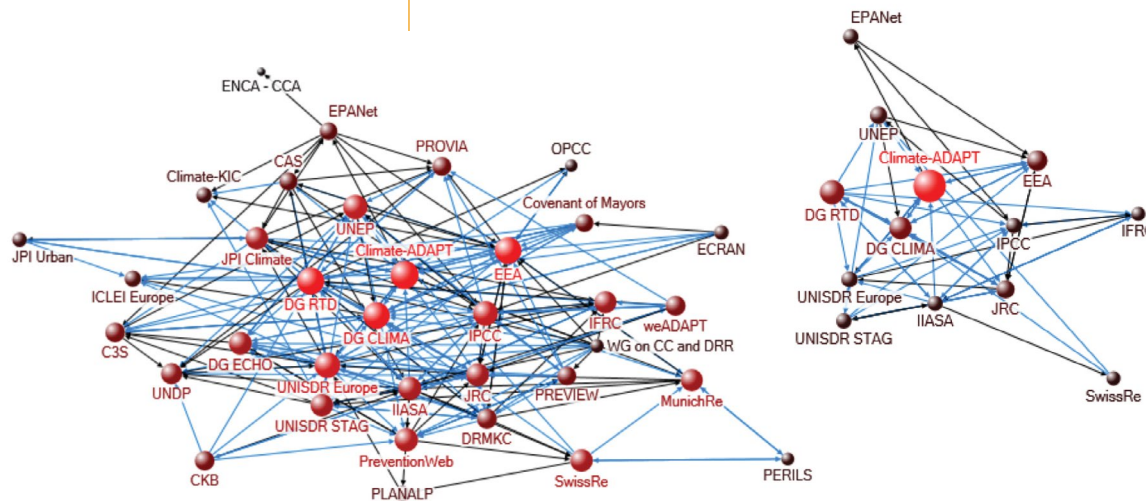 ENCA - CCA
EPANet
PROVIA
OPCC
CAS
Climate-KIC
Covenant of Mayors
UNEP
ECRAN
JPI Urban
JPI Climate
Climate-ADAPT
EEA
ICLEI Europe
DG RTD
IFRC
weADAPT
C3S
DG CLIMA
IPCC
WG on CC and DRR
DG ECHO
UNDP
UNISDR Europe
JRC
PREVIEW
MunichRe
IIASA
UNISDR STAG
DRMKC
CKB
PreventionWeb
SwissRe
PERILS
PLANALP
EPANet
UNEP
Climate-ADAPT
EEA
DG RTD
IFRC
DG CLIMA
IPCC
UNISDR Europe
JRC
IIASA
UNISDR STAG
SwissRe